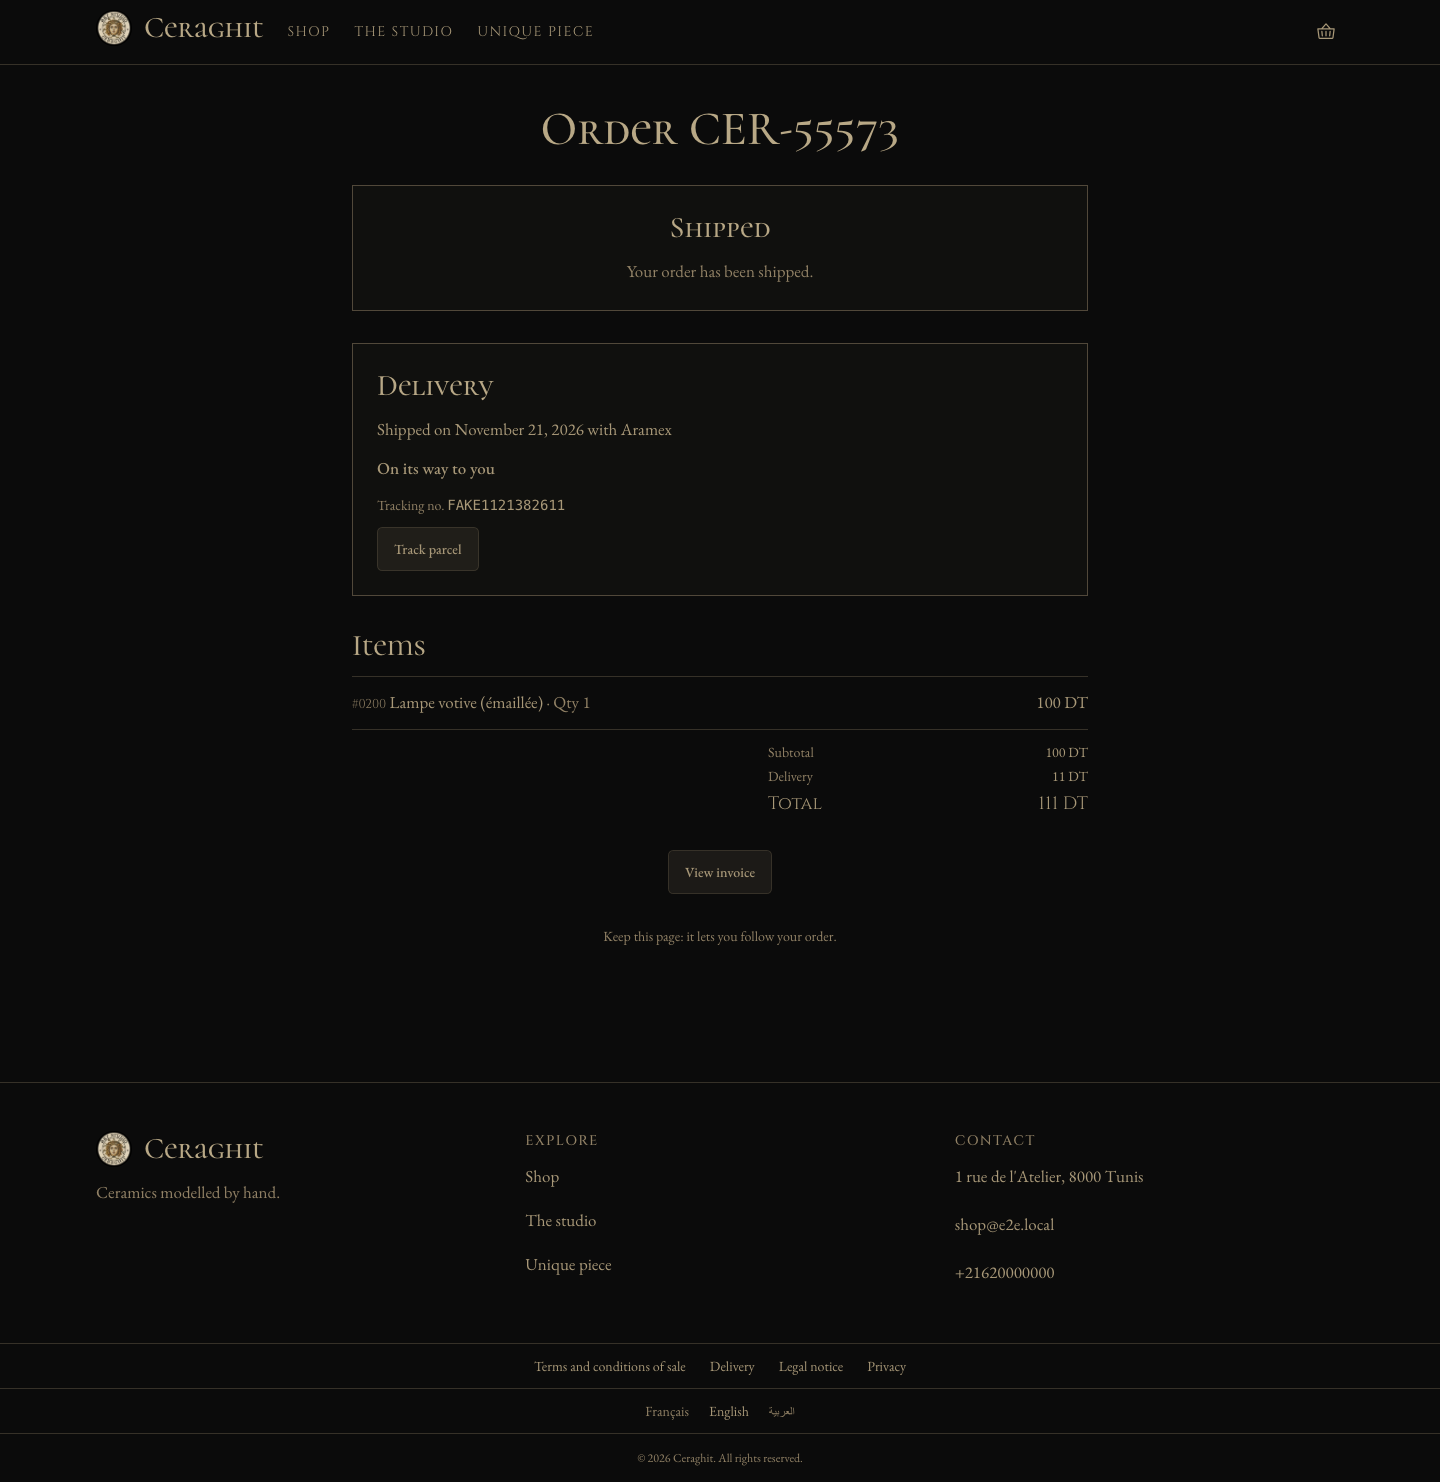 Ceraghit SHOP THE STUDIO UNIQUE PIECE
Order CER-55573
Shipped
Your order has been shipped.
Delivery
Shipped on November 21, 2026 with Aramex
On its way to you
Tracking no. FAKE1121382611
Track parcel
Items
#0200 Lampe votive (émaillée) · Qty 1 100 DT
Subtotal 100 DT
Delivery 11 DT
Total 111 DT
View invoice
Keep this page: it lets you follow your order.
Ceraghit
Ceramics modelled by hand.
EXPLORE
Shop
The studio
Unique piece
CONTACT
1 rue de l'Atelier, 8000 Tunis
shop@e2e.local
+21620000000
Terms and conditions of sale Delivery Legal notice Privacy
Français English العربية
© 2026 Ceraghit. All rights reserved.